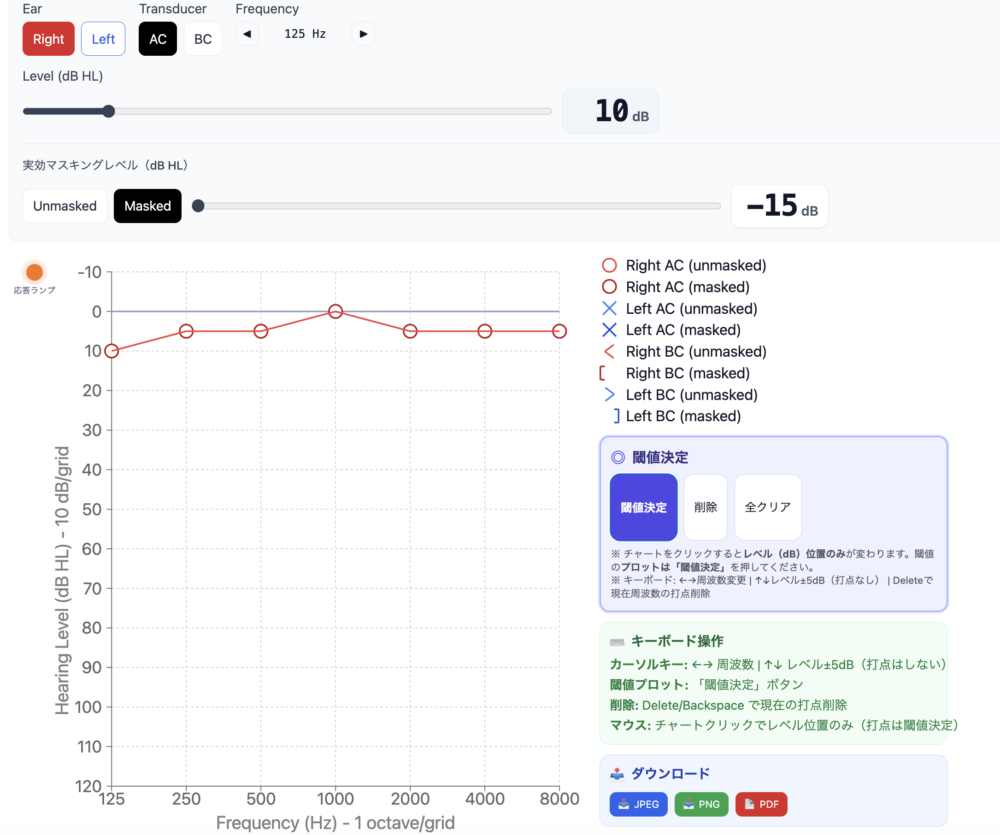 Ear
Transducer
Frequency
Right
Left
AC
BC
◀
125 Hz
▶
Level (dB HL)
10 dB
実効マスキングレベル（dB HL）
Unmasked
Masked
−15 dB
応答ランプ
-10
0
10
20
30
40
50
60
70
80
90
100
110
120
Hearing Level (dB HL) - 10 dB/grid
125
250
500
1000
2000
4000
8000
Frequency (Hz) - 1 octave/grid
Right AC (unmasked)
Right AC (masked)
Left AC (unmasked)
Left AC (masked)
Right BC (unmasked)
Right BC (masked)
Left BC (unmasked)
Left BC (masked)
◎ 閾値決定
閾値決定
削除
全クリア
※ チャートをクリックするとレベル（dB）位置のみが変わります。閾値
のプロットは「閾値決定」を押してください。
※ キーボード: ←→周波数変更 | ↑↓レベル±5dB（打点なし） | Deleteで
現在周波数の打点削除
⌨ キーボード操作
カーソルキー: ←→ 周波数 | ↑↓ レベル±5dB（打点はしない）
閾値プロット: 「閾値決定」ボタン
削除: Delete/Backspace で現在の打点削除
マウス: チャートクリックでレベル位置のみ（打点は閾値決定）
📥 ダウンロード
📥 JPEG
📥 PNG
📄 PDF